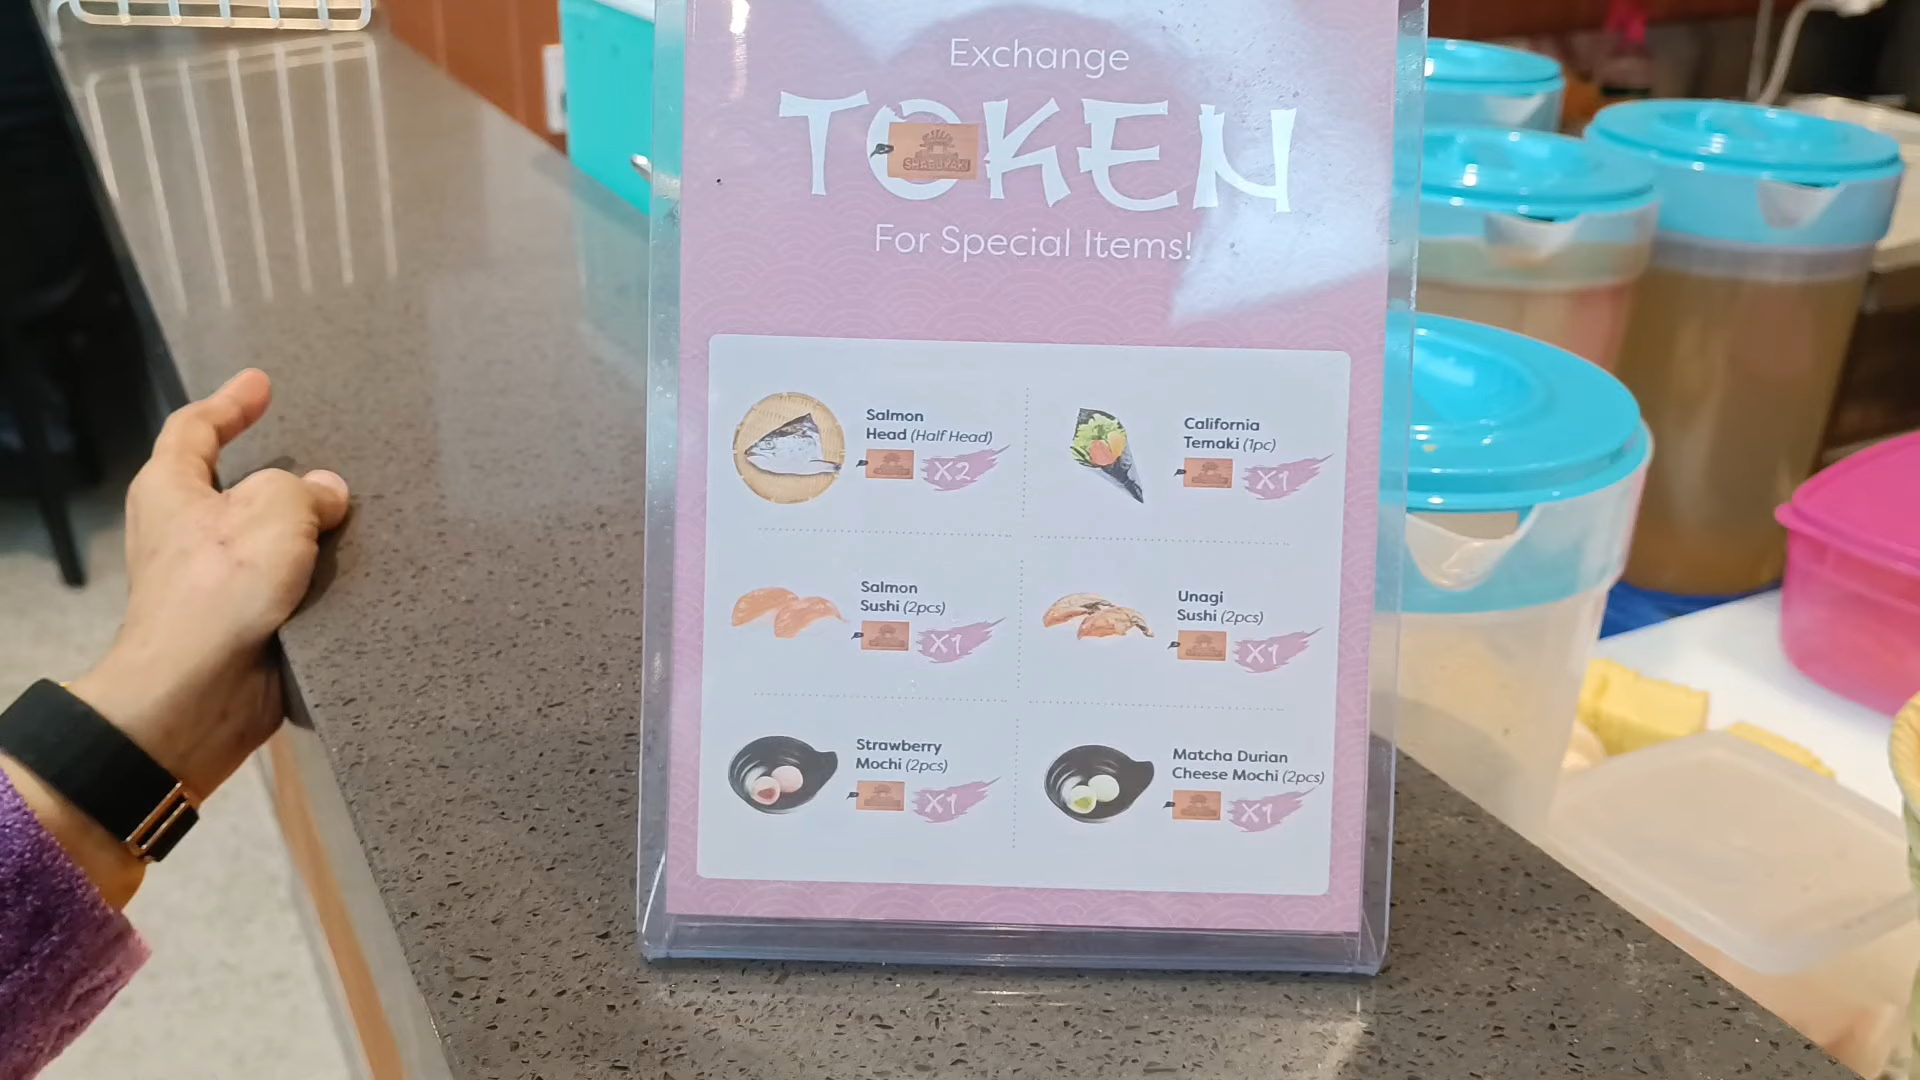 Exchange
TOKEN
SHABURAKI
For Special Items!
Salmon
Head (Half Head)
X2
California
Temaki (1pc)
X1
Salmon
Sushi (2pcs)
X1
Unagi
Sushi (2pcs)
X1
Strawberry
Mochi (2pcs)
X1
Matcha Durian
Cheese Mochi (2pcs)
X1